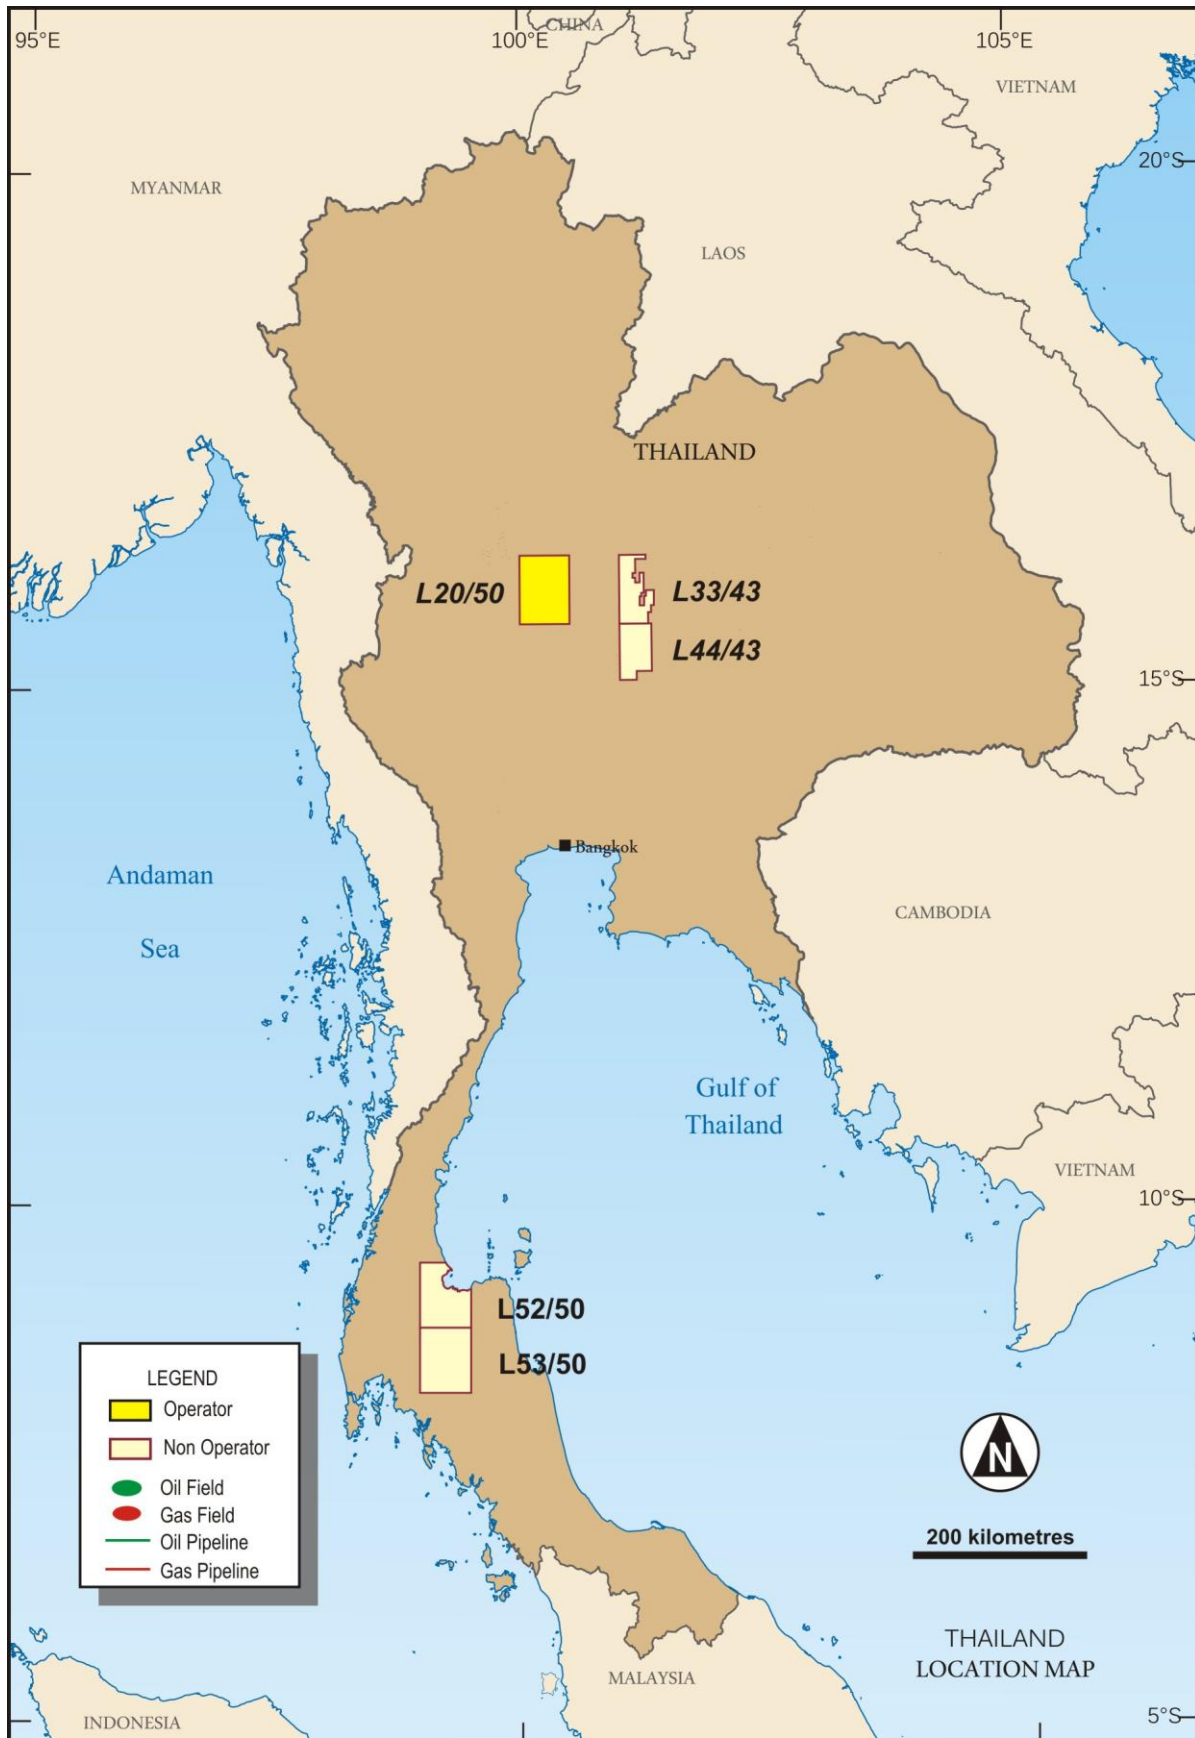 95°E
100°E
105°E
CHINA
VIETNAM
20°S
MYANMAR
LAOS
THAILAND
L20/50
L33/43
L44/43
15°S
Bangkok
Andaman
Sea
CAMBODIA
Gulf of
Thailand
VIETNAM
10°S
L52/50
L53/50
LEGEND
Operator
Non Operator
Oil Field
Gas Field
Oil Pipeline
Gas Pipeline
N
200 kilometres
THAILAND
LOCATION MAP
MALAYSIA
INDONESIA
5°S